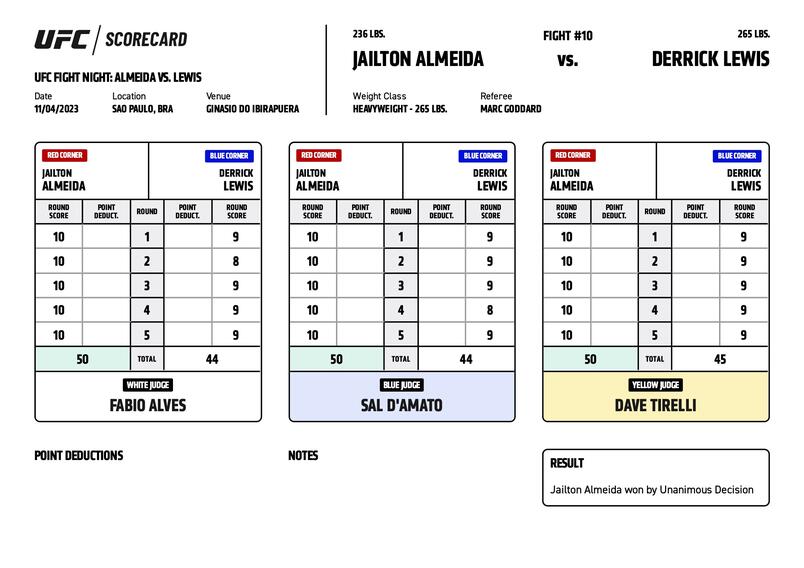 UFC / SCORECARD
UFC FIGHT NIGHT: ALMEIDA VS. LEWIS
Date Location Venue
11/04/2023 SAO PAULO, BRA GINASIO DO IBIRAPUERA
236 LBS. FIGHT #10 265 LBS.
JAILTON ALMEIDA VS. DERRICK LEWIS
Weight Class Referee
HEAVYWEIGHT - 265 LBS. MARC GODDARD
RED CORNER BLUE CORNER
JAILTON DERRICK
ALMEIDA LEWIS
ROUND SCORE POINT DEDUCT. ROUND POINT DEDUCT. ROUND SCORE
10 1 9
10 2 8
10 3 9
10 4 9
10 5 9
50 TOTAL 44
WHITE JUDGE
FABIO ALVES
RED CORNER BLUE CORNER
JAILTON DERRICK
ALMEIDA LEWIS
ROUND SCORE POINT DEDUCT. ROUND POINT DEDUCT. ROUND SCORE
10 1 9
10 2 9
10 3 9
10 4 8
10 5 9
50 TOTAL 44
BLUE JUDGE
SAL D'AMATO
RED CORNER BLUE CORNER
JAILTON DERRICK
ALMEIDA LEWIS
ROUND SCORE POINT DEDUCT. ROUND POINT DEDUCT. ROUND SCORE
10 1 9
10 2 9
10 3 9
10 4 9
10 5 9
50 TOTAL 45
YELLOW JUDGE
DAVE TIRELLI
POINT DEDUCTIONS
NOTES
RESULT
Jailton Almeida won by Unanimous Decision